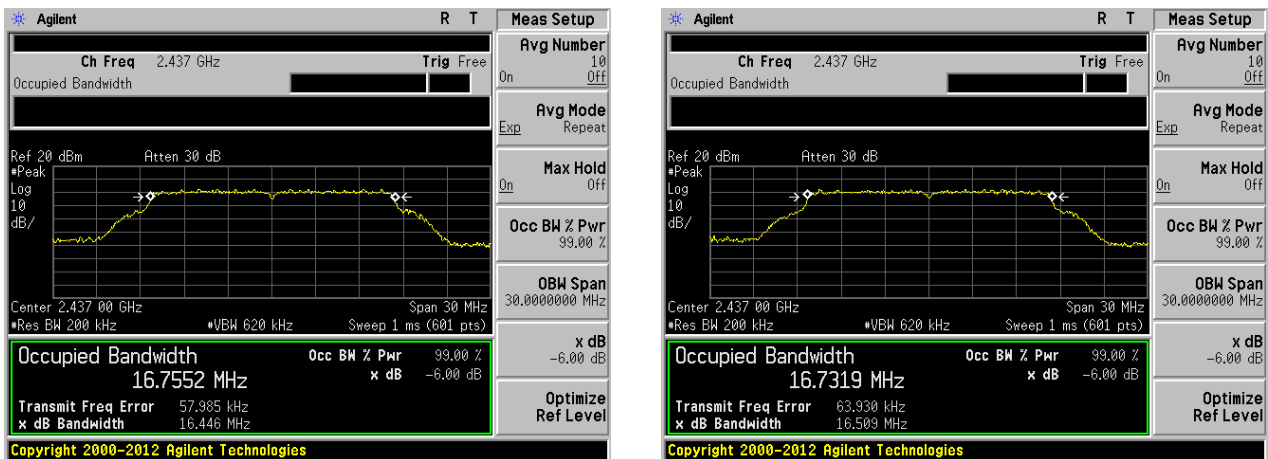 Agilent R T Meas Setup
Avg Number
10
On Off
Ch Freq 2.437 GHz Trig Free
Occupied Bandwidth
Avg Mode
Exp Repeat
Ref 20 dBm Atten 30 dB
#Peak
Log
10
dB/
Max Hold
On Off
Occ BW % Pwr
99.00 %
OBW Span
30.0000000 MHz
Center 2.437 00 GHz Span 30 MHz
#Res BW 200 kHz #VBW 620 kHz Sweep 1 ms (601 pts)
Occupied Bandwidth Occ BW % Pwr 99.00 %
16.7552 MHz x dB -6.00 dB
x dB
-6.00 dB
Transmit Freq Error 57.985 kHz
x dB Bandwidth 16.446 MHz
Optimize
Ref Level
Copyright 2000-2012 Agilent Technologies
Agilent R T Meas Setup
Avg Number
10
On Off
Ch Freq 2.437 GHz Trig Free
Occupied Bandwidth
Avg Mode
Exp Repeat
Ref 20 dBm Atten 30 dB
#Peak
Log
10
dB/
Max Hold
On Off
Occ BW % Pwr
99.00 %
OBW Span
30.0000000 MHz
Center 2.437 00 GHz Span 30 MHz
#Res BW 200 kHz #VBW 620 kHz Sweep 1 ms (601 pts)
Occupied Bandwidth Occ BW % Pwr 99.00 %
16.7319 MHz x dB -6.00 dB
x dB
-6.00 dB
Transmit Freq Error 63.930 kHz
x dB Bandwidth 16.509 MHz
Optimize
Ref Level
Copyright 2000-2012 Agilent Technologies